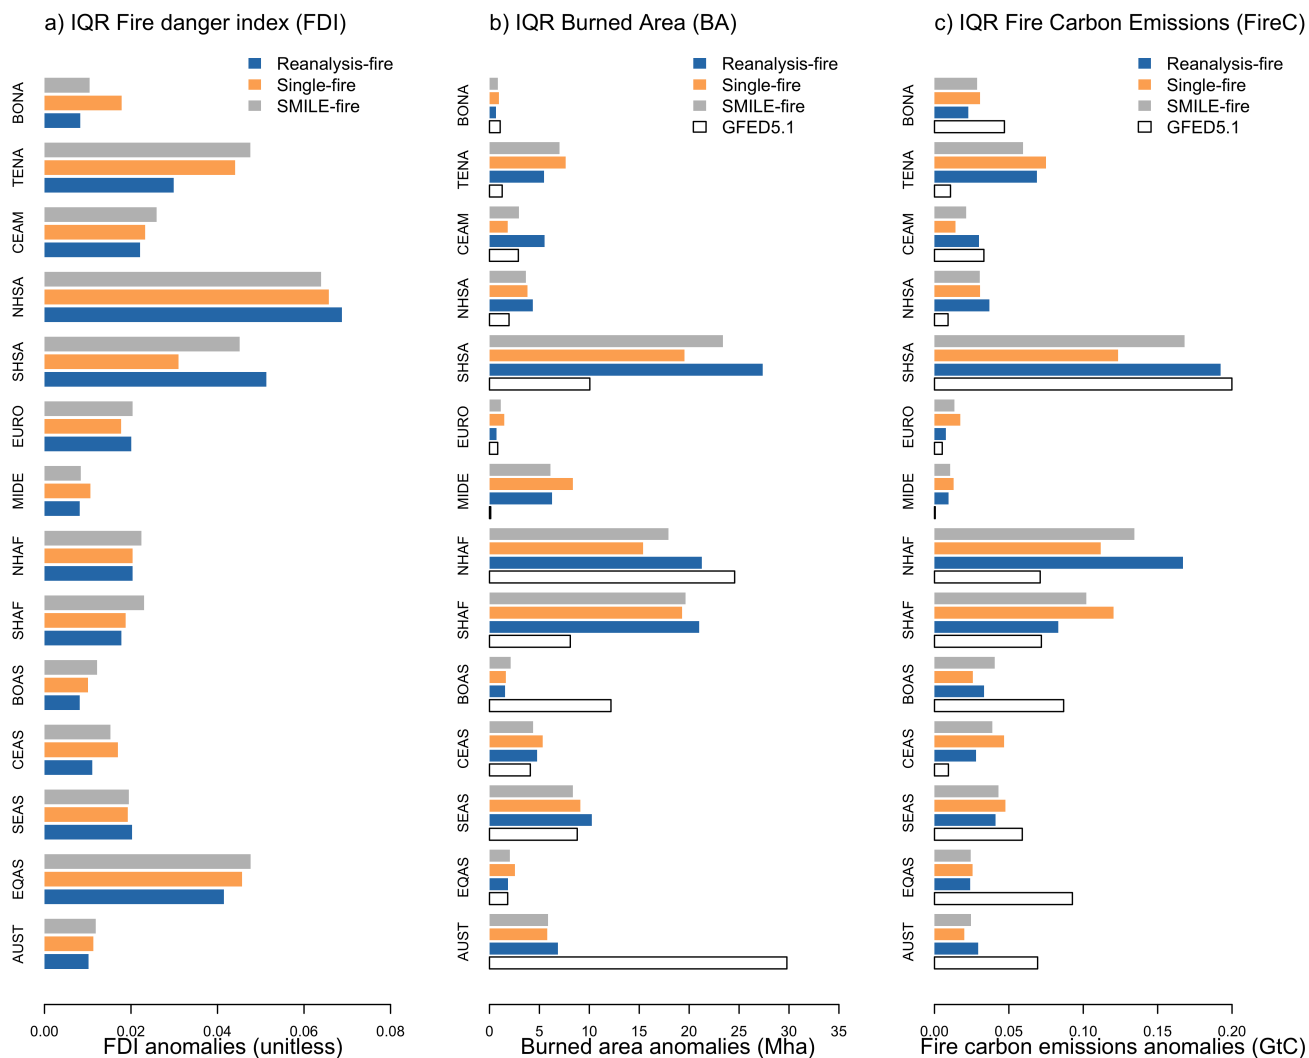 a) IQR Fire danger index (FDI)
Reanalysis-fire
Single-fire
SMILE-fire
BONA
TENA
CEAM
NHSA
SHSA
EURO
MIDE
NHAF
SHAF
BOAS
CEAS
SEAS
EQAS
AUST
0.00 0.02 0.04 0.06 0.08
FDI anomalies (unitless)
b) IQR Burned Area (BA)
Reanalysis-fire
Single-fire
SMILE-fire
GFED5.1
BONA
TENA
CEAM
NHSA
SHSA
EURO
MIDE
NHAF
SHAF
BOAS
CEAS
SEAS
EQAS
AUST
0 5 10 15 20 25 30 35
Burned area anomalies (Mha)
c) IQR Fire Carbon Emissions (FireC)
Reanalysis-fire
Single-fire
SMILE-fire
GFED5.1
BONA
TENA
CEAM
NHSA
SHSA
EURO
MIDE
NHAF
SHAF
BOAS
CEAS
SEAS
EQAS
AUST
0.00 0.05 0.10 0.15 0.20
Fire carbon emissions anomalies (GtC)